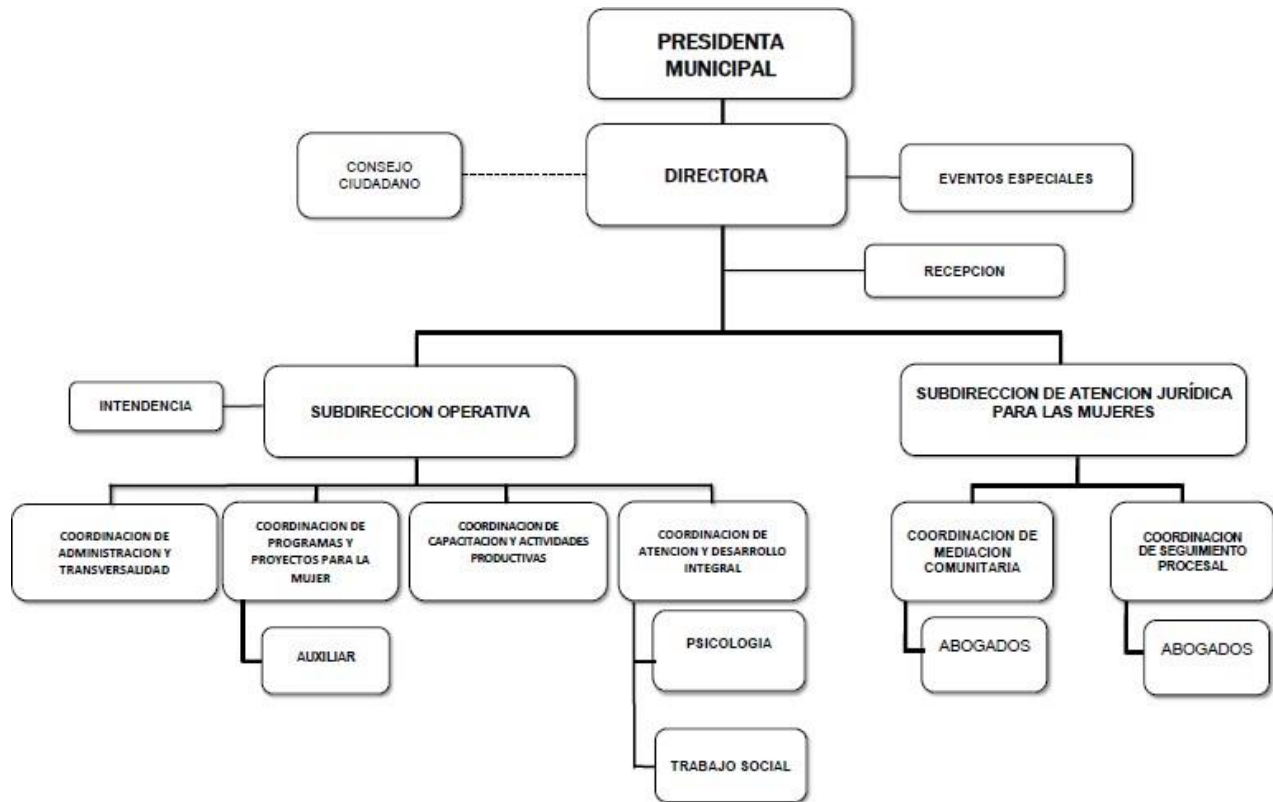 PRESIDENTA
MUNICIPAL
CONSEJO
CIUDADANO
DIRECTORA
EVENTOS ESPECIALES
RECEPCION
INTENDENCIA
SUBDIRECCION OPERATIVA
SUBDIRECCION DE ATENCION JURÍDICA
PARA LAS MUJERES
COORDINACION DE
ADMINISTRACION Y
TRANSVERSALIDAD
COORDINACION DE
PROGRAMAS Y
PROYECTOS PARA LA
MUJER
COORDINACION DE
CAPACITACION Y ACTIVIDADES
PRODUCTIVAS
COORDINACION DE
ATENCION Y DESARROLLO
INTEGRAL
COORDINACION DE
MEDIACION
COMUNITARIA
COORDINACION
DE SEGUIMIENTO
PROCESAL
AUXILIAR
PSICOLOGIA
ABOGADOS
ABOGADOS
TRABAJO SOCIAL